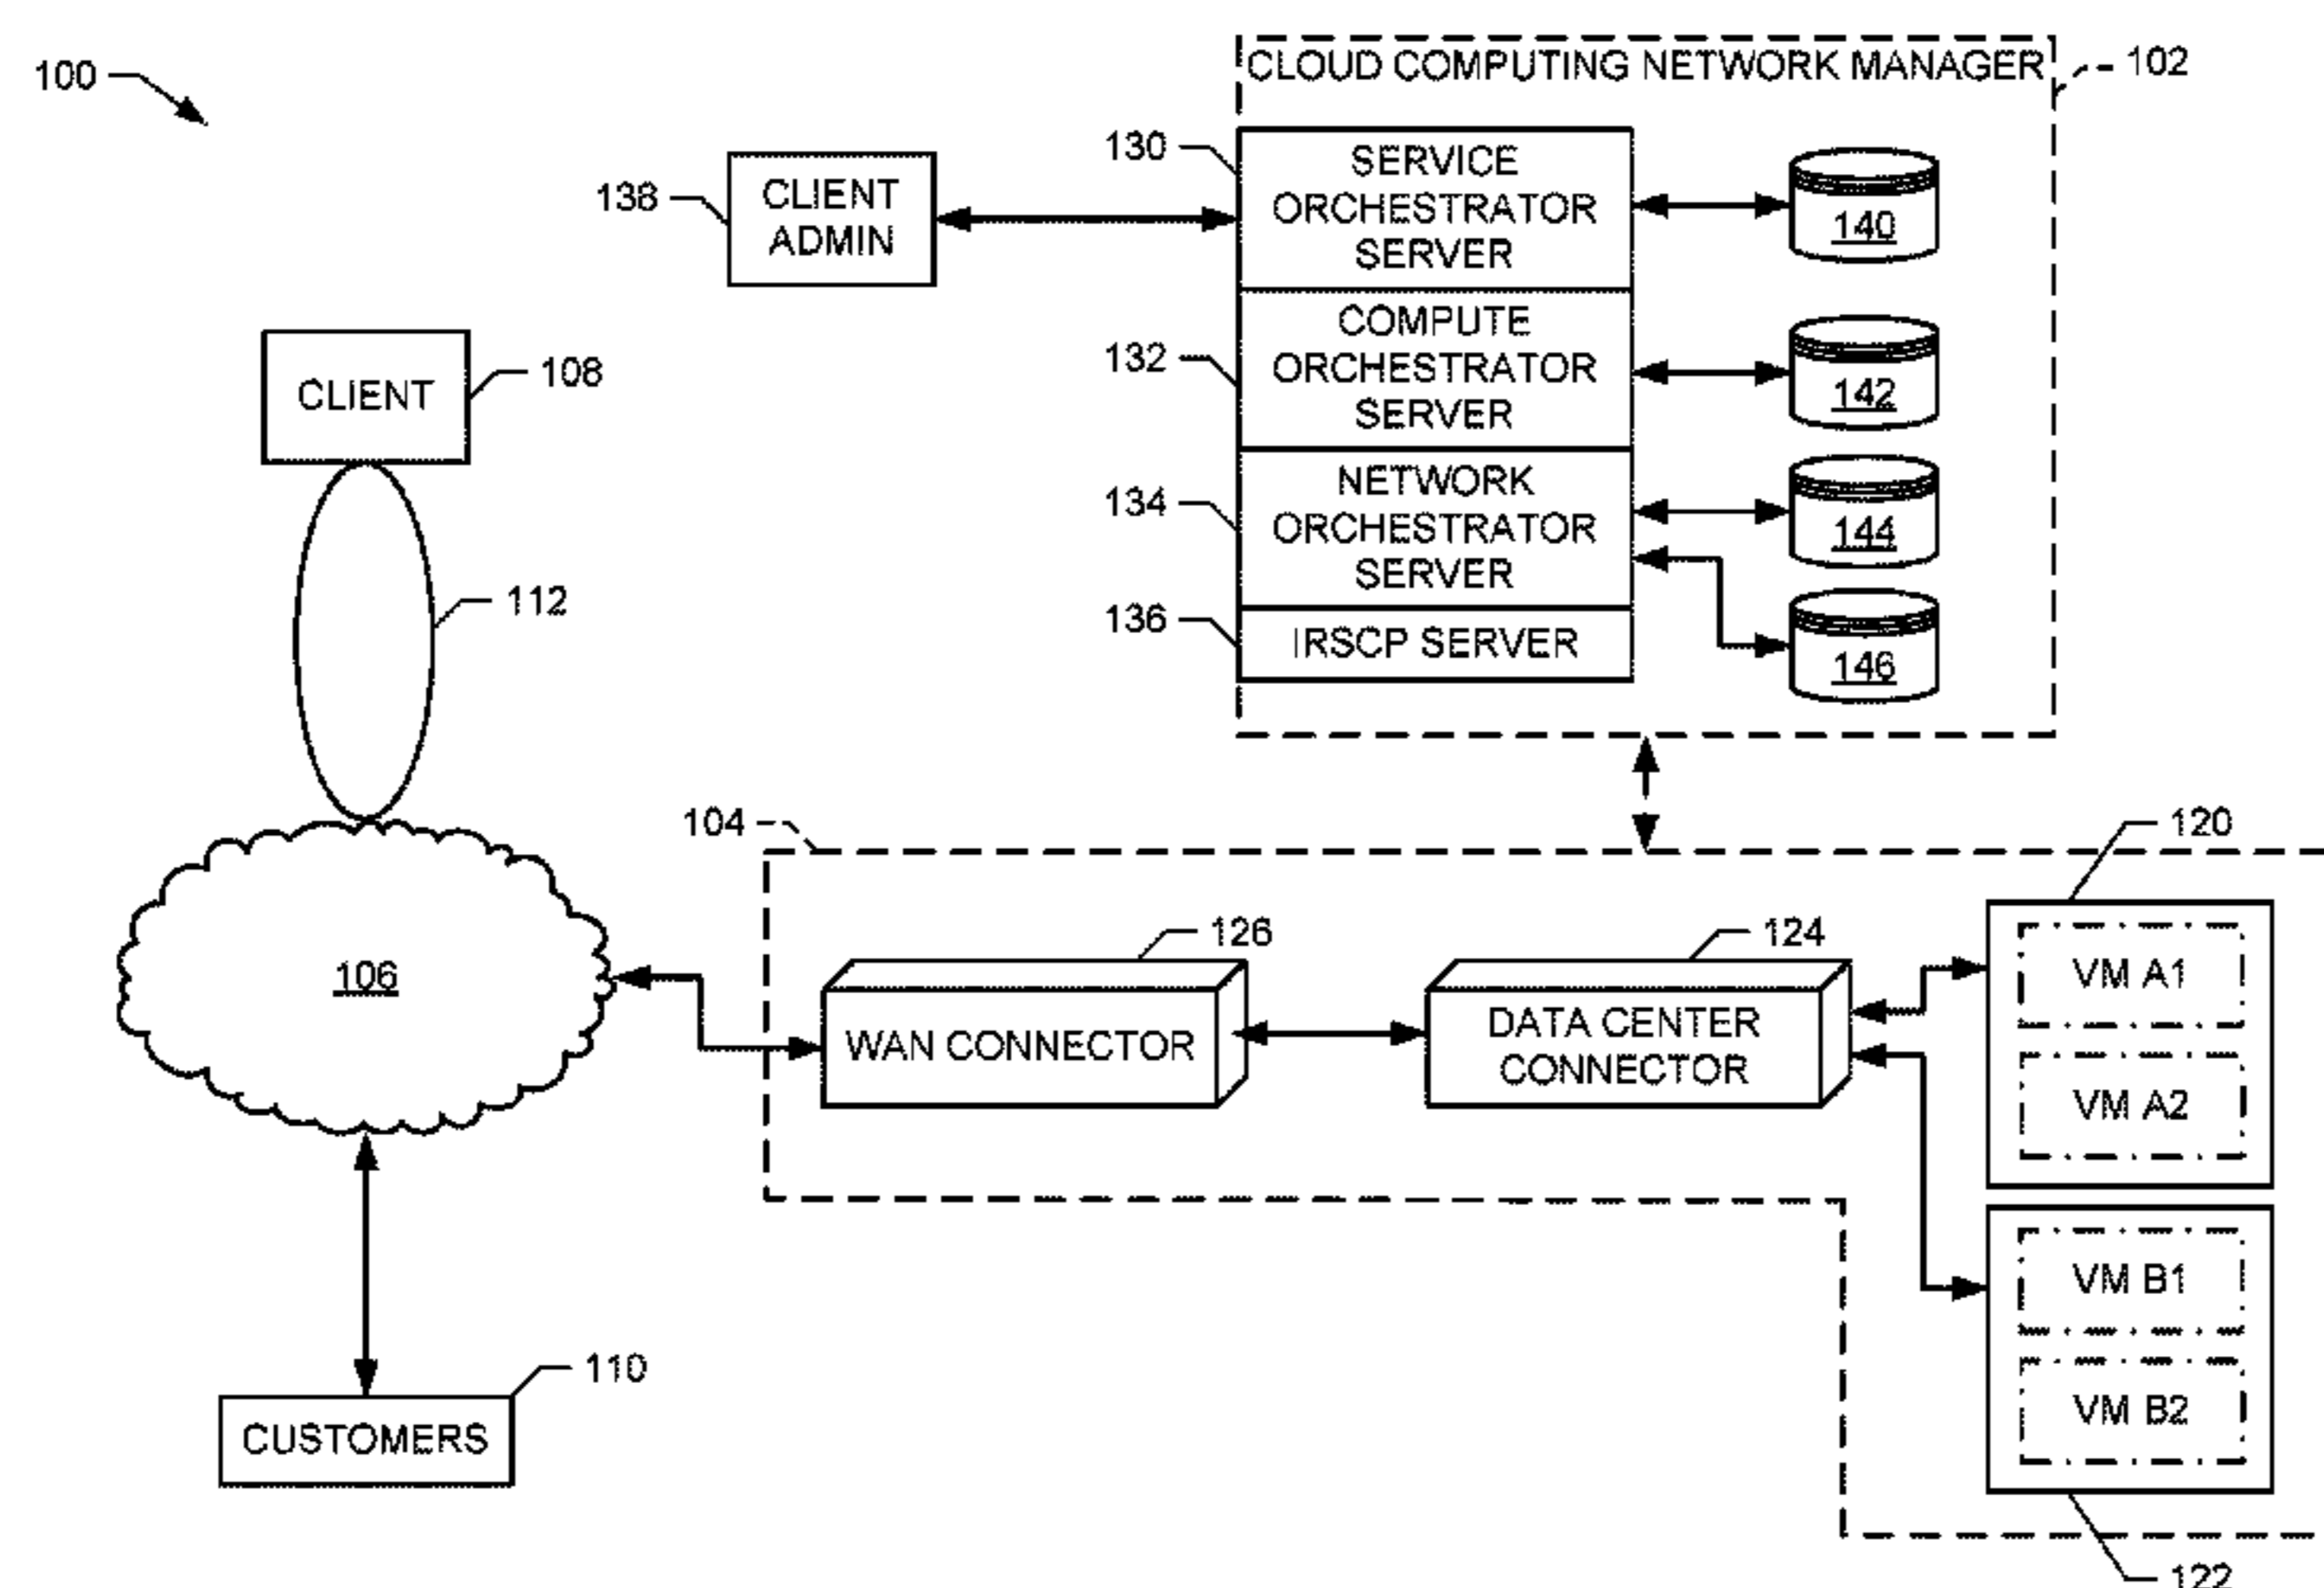 100
CLOUD COMPUTING NETWORK MANAGER
102
130
SERVICE
ORCHESTRATOR
SERVER
140
138
CLIENT
ADMIN
132
COMPUTE
ORCHESTRATOR
SERVER
142
CLIENT
108
134
NETWORK
ORCHESTRATOR
SERVER
144
112
136
IRSCP SERVER
146
104
120
106
126
WAN CONNECTOR
124
DATA CENTER
CONNECTOR
VM A1
VM A2
VM B1
VM B2
110
CUSTOMERS
122